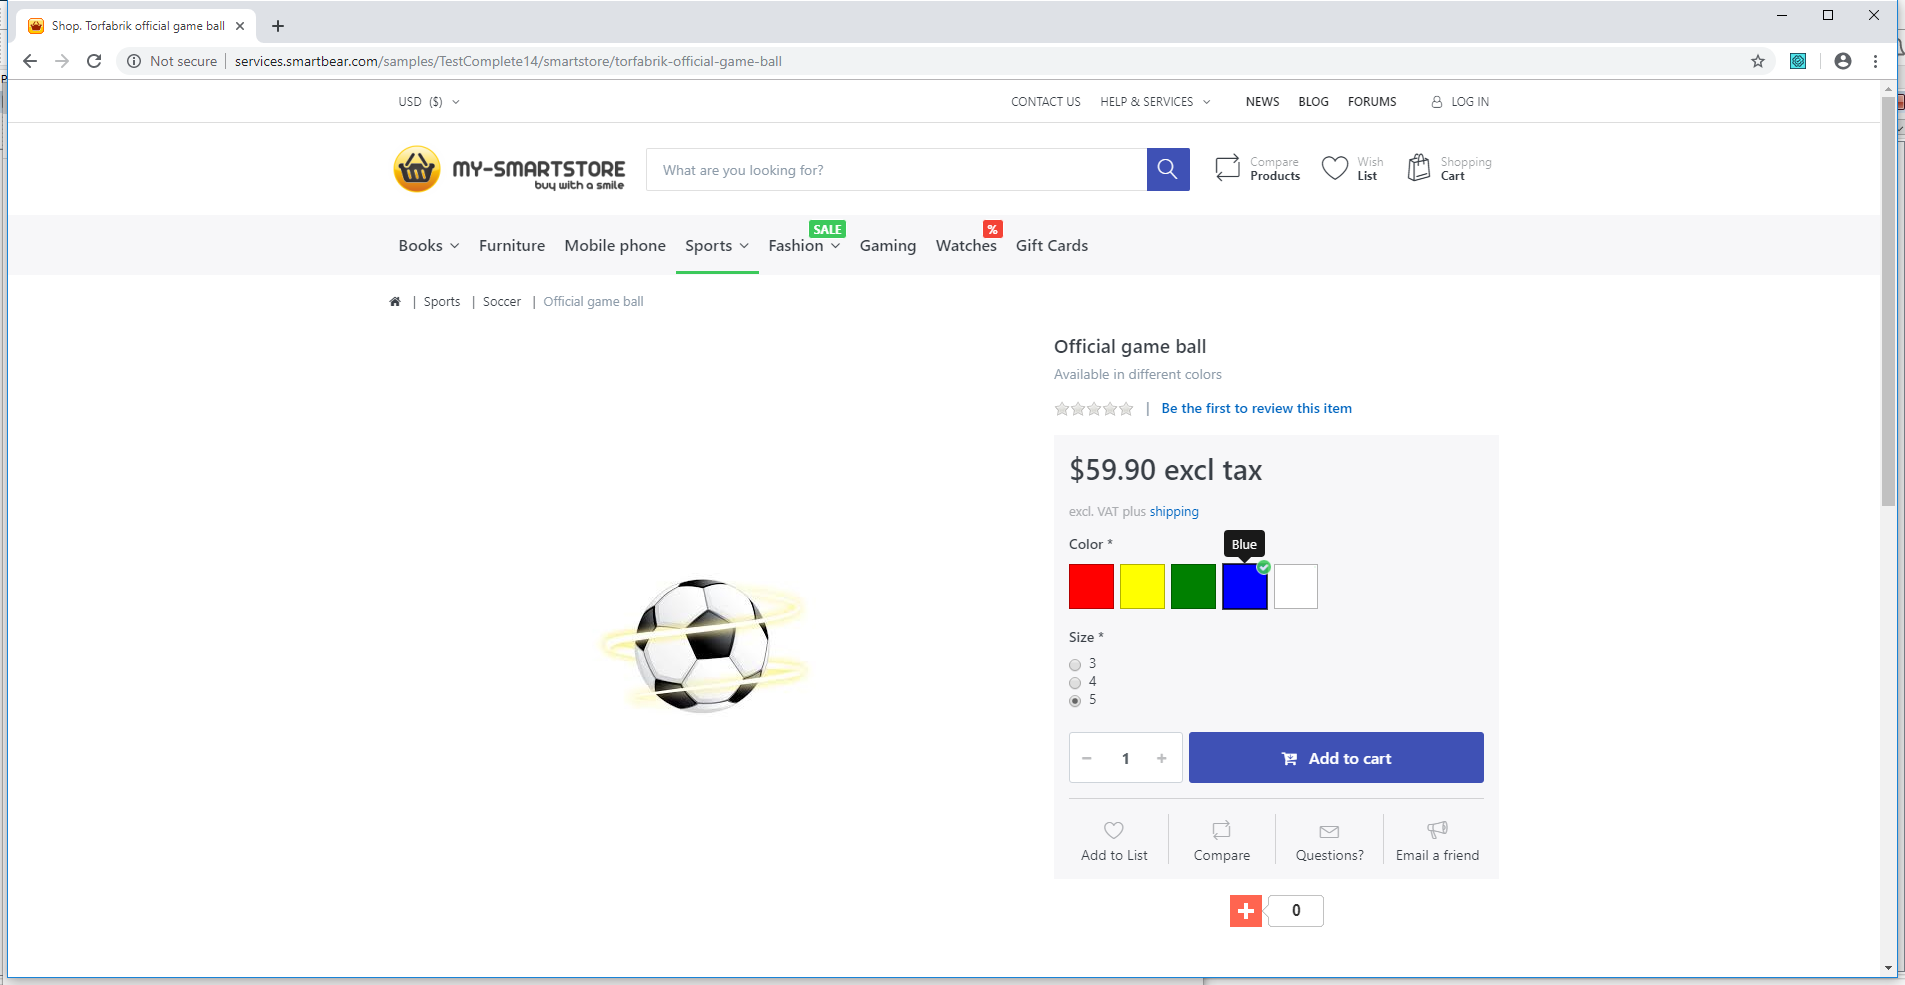 Shop. Torfabrik official game ball
Not secure | services.smartbear.com/samples/TestComplete14/smartstore/torfabrik-official-game-ball
USD ($) CONTACT US HELP & SERVICES NEWS BLOG FORUMS LOG IN
MY-SMARTSTORE
buy with a smile
What are you looking for?
Compare
Products
Wish
List
Shopping
Cart
SALE %
Books Furniture Mobile phone Sports Fashion Gaming Watches Gift Cards
| Sports | Soccer | Official game ball
Official game ball
Available in different colors
| Be the first to review this item
$59.90 excl tax
excl. VAT plus shipping
Color *
Blue
Size *
3
4
5
− 1 + Add to cart
Add to List Compare Questions? Email a friend
0